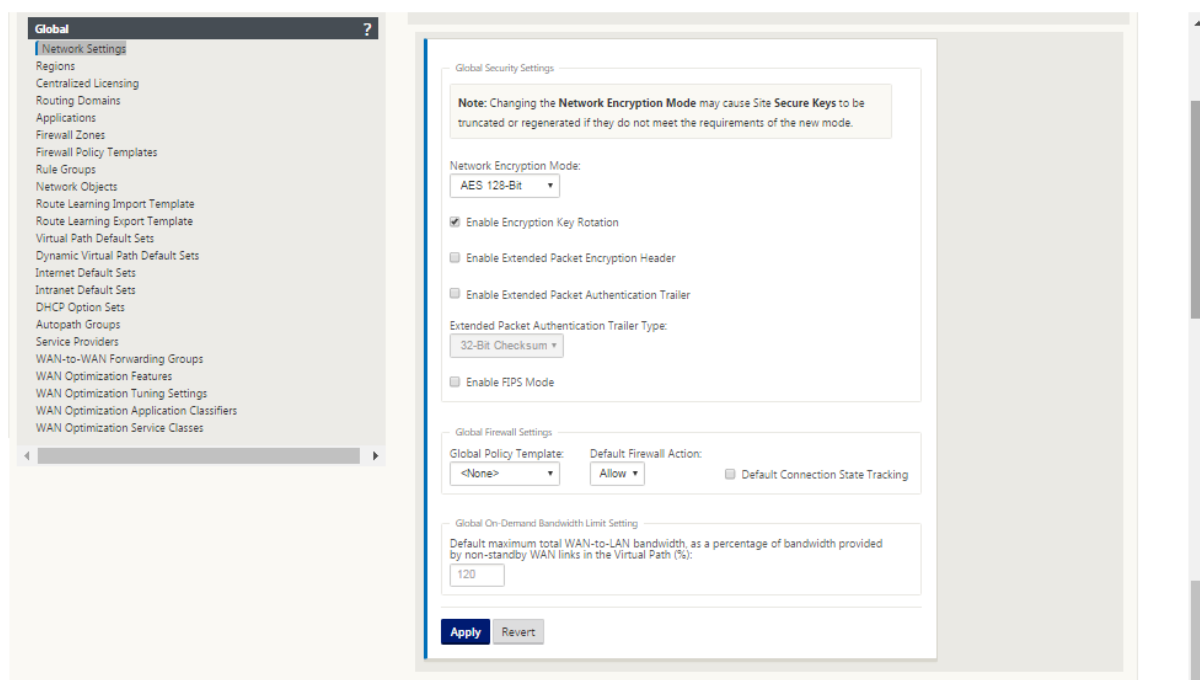 Global ?
Network Settings
Regions
Centralized Licensing
Routing Domains
Applications
Firewall Zones
Firewall Policy Templates
Rule Groups
Network Objects
Route Learning Import Template
Route Learning Export Template
Virtual Path Default Sets
Dynamic Virtual Path Default Sets
Internet Default Sets
Intranet Default Sets
DHCP Option Sets
Autopath Groups
Service Providers
WAN-to-WAN Forwarding Groups
WAN Optimization Features
WAN Optimization Tuning Settings
WAN Optimization Application Classifiers
WAN Optimization Service Classes
Global Security Settings
Note: Changing the Network Encryption Mode may cause Site Secure Keys to be
truncated or regenerated if they do not meet the requirements of the new mode.
Network Encryption Mode:
AES 128-Bit
Enable Encryption Key Rotation
Enable Extended Packet Encryption Header
Enable Extended Packet Authentication Trailer
Extended Packet Authentication Trailer Type:
32-Bit Checksum
Enable FIPS Mode
Global Firewall Settings
Global Policy Template: Default Firewall Action:
<None> Allow Default Connection State Tracking
Global On-Demand Bandwidth Limit Setting
Default maximum total WAN-to-LAN bandwidth, as a percentage of bandwidth provided
by non-standby WAN links in the Virtual Path (%):
120
Apply Revert